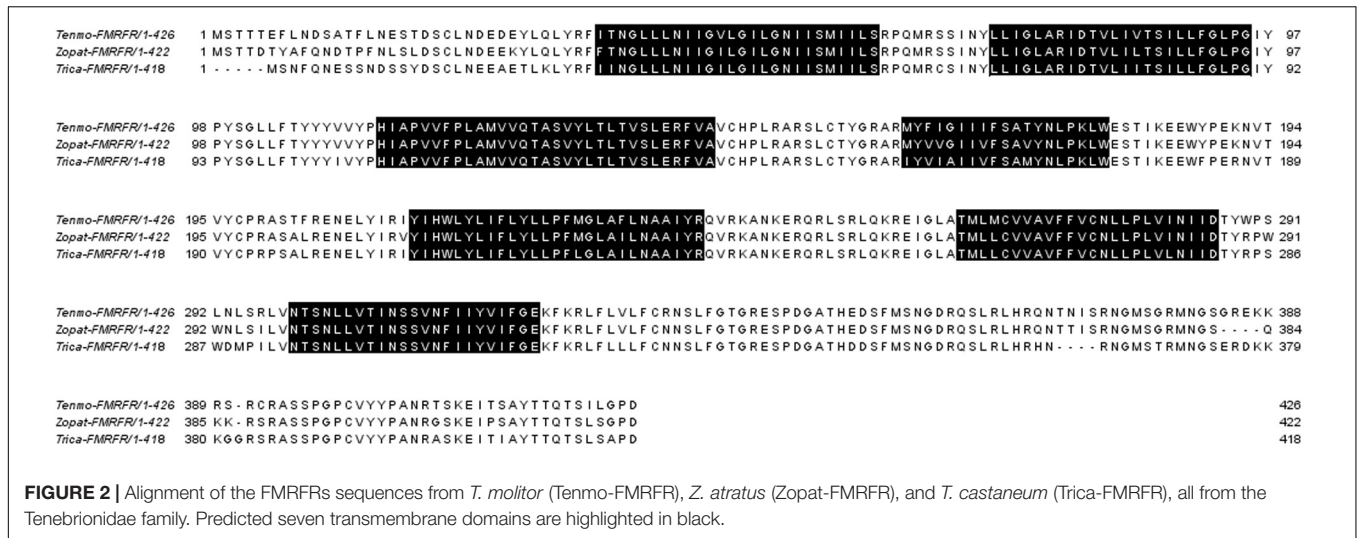 Tenmo-FMRFR/1-426 1 MSTTTEFLNDSATFLNESTDSCLNDEDEYLQLYRFITNGLLLNIIGVLGILGNIISMIILSRPQMRSSINYLLIGLARIDTVLIVTSILLFGLPGIY 97
Zopat-FMRFR/1-422 1 MSTTDTYAFQNDTPFNLSLDSCLNDEEKYLQLYRFFTNGLLLNIIGILGILGNIISMIILSRPQMRSSINYLLIGLARIDTVLIITSILLFGLPGIY 97
Trica-FMRFR/1-418 1 - - - - - MSNFQNESSNDSSYDSCLNEEAETLKLYRFIINGLLLNIIGILGILGNIISMIILSRPQMRCSINYLLIGLARIDTVLILTSILLFGLPGIY 92
Tenmo-FMRFR/1-426 98 PYSGLLFTYYYVVYPHIAPVVFPLAMVVQTASVYLTLTVSLERFVAVCHPLRARSLCTYGRARMYFIGIIIFSATYNLPKLWESTIKEEWYPEKNVT 194
Zopat-FMRFR/1-422 98 PYSGLLFTYYYVVYPHIAPVVFPLAMVVQTASVYLTLTVSLERFVAVCHPLRARSLCTYGRARMYVVGIIVFSAVYNLPKLWESTIKEEWYPEKNVT 194
Trica-FMRFR/1-418 93 PYSGLLFTYYYIVYPHIAPVVFPLAMVVQTASVYLTLTVSLERFVAVCHPLRARSLCTYGRARIYVIAIIVFSAMYNLPKLWESTIKEEWFPERNVT 189
Tenmo-FMRFR/1-426 195 VYCPRASTFRENELYIRIYIHWLYLIFLYLLPFMGLAFLNAAIYRQVRKANKERQRLSRLQKREIGLATMLMCVVAVFFVCNLLPLVINIIDTYWPS 291
Zopat-FMRFR/1-422 195 VYCPRASALRENELYIRVYIHWLYLIFLYLLPFMGLAILNAAIYRQVRKANKERQRLSRLQKREIGLATMLLCVVAVFFVCNLLPLVINIIDTYRPW 291
Trica-FMRFR/1-418 190 VYCPRPSALRENELYIRIYIHWLYLIFLYLLPFLGLAILNAAIYRQVRKANKERQRLSRLQKREIGLATMLLCVVAVFFVCNLLPLVLNIIDTYRPS 286
Tenmo-FMRFR/1-426 292 LNLSRLVNTSNLLVTINSSVNFIIYVIFGEKFKRLFLVLFCRNSLFGTGRESPDGATHEDSFMSNGDRQSLRLHRQNTNISRNGMSGRMNGSGREKK 388
Zopat-FMRFR/1-422 292 WNLSILVNTSNLLVTINSSVNFIIYVIFGEKFKRLFLVLFCNNSLFGTGRESPDGATHEDSFMSNGDRQSLRLHRQNTTISRNGMSGRMNGS - - - - Q 384
Trica-FMRFR/1-418 287 WDMPILVNTSNLLVTINSSVNFIIYVIFGEKFKRLFLLLFCNNSLFGTGRESPDGATHDDSFMSNGDRQSLRLHRHN - - - - RNGMSTRMNGSERDKK 379
Tenmo-FMRFR/1-426 389 RS - RCRASSPGPCVYYPANRTSKEITSAYTTQTSILGPD 426
Zopat-FMRFR/1-422 385 KK - RSRASSPGPCVYYPANRGSKEIPSAYTTQTSLSGPD 422
Trica-FMRFR/1-418 380 KGGRSRASSPGPCVYYPANRASKEITIAYTTQTSLSAPD 418
FIGURE 2 | Alignment of the FMRFRs sequences from T. molitor (Tenmo-FMRFR), Z. atratus (Zopat-FMRFR), and T. castaneum (Trica-FMRFR), all from the
Tenebrionidae family. Predicted seven transmembrane domains are highlighted in black.